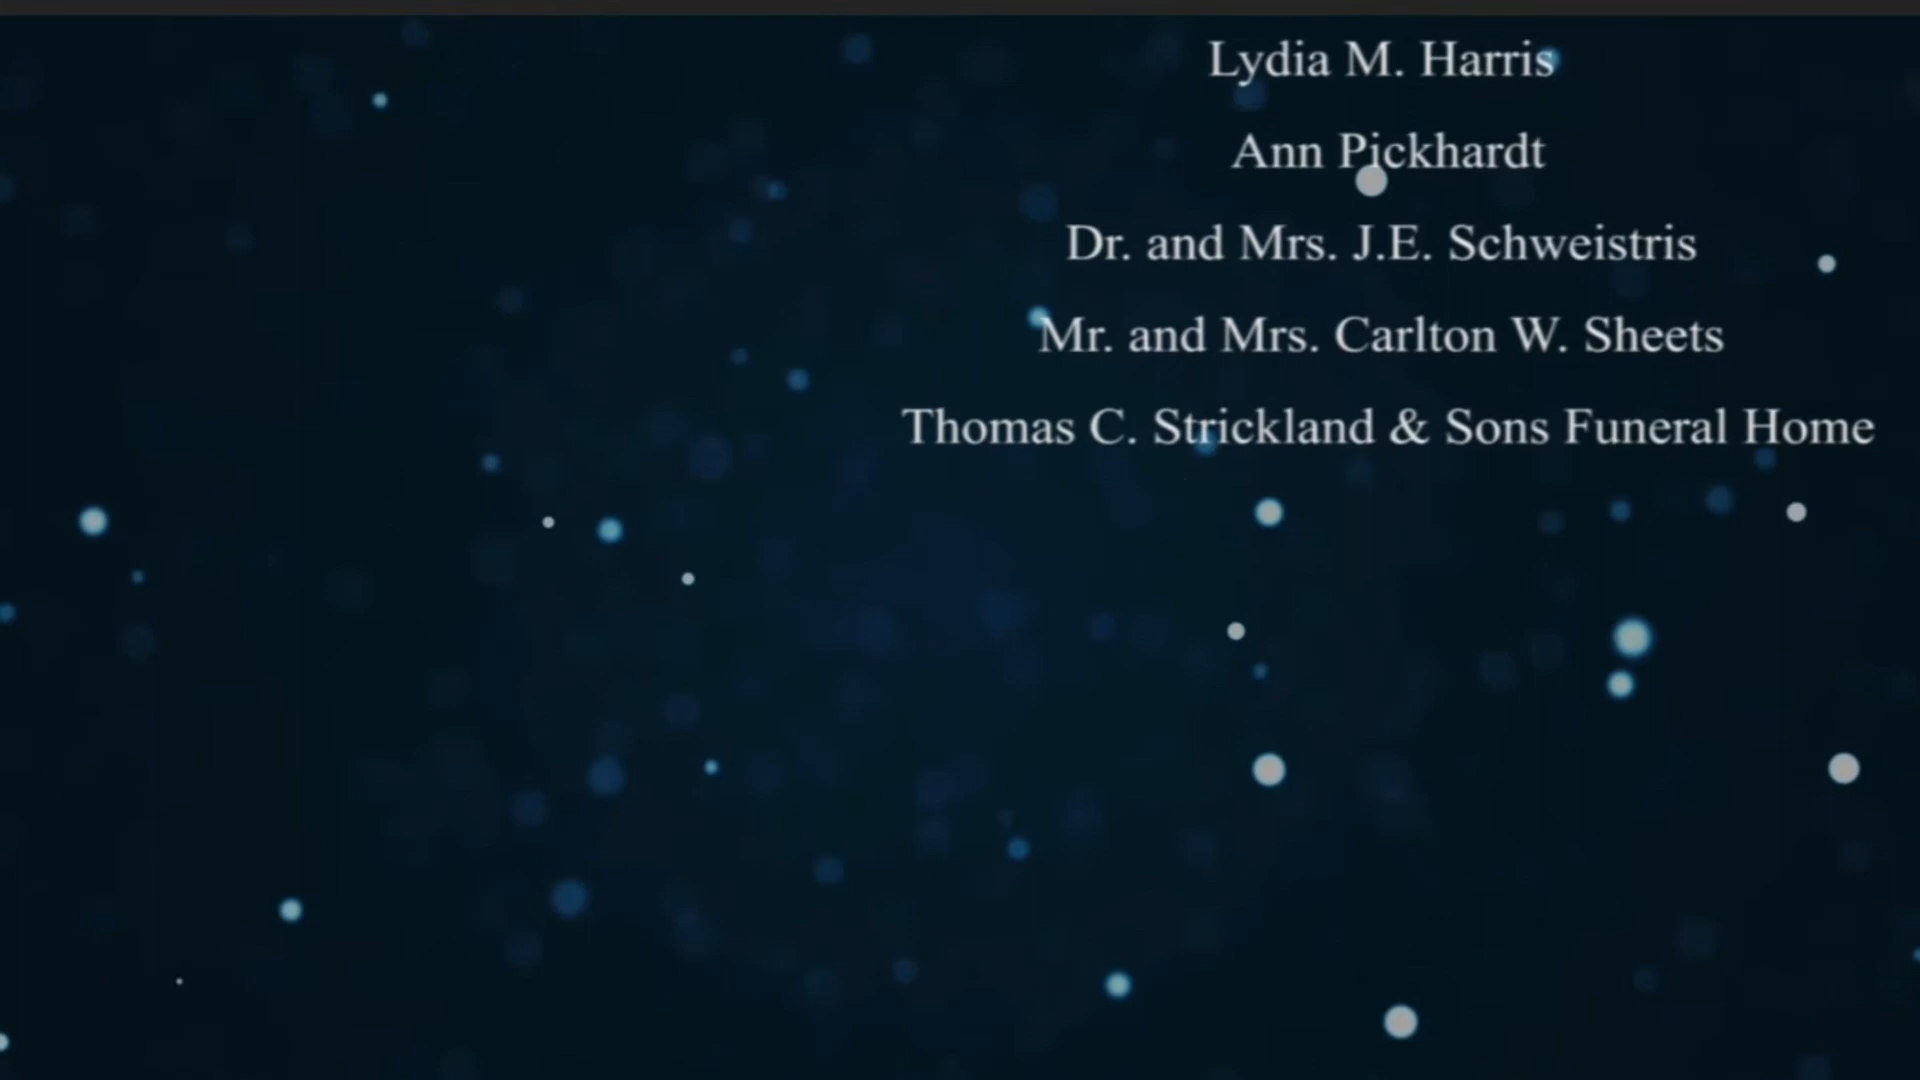 Lydia M. Harris
Ann Pickhardt
Dr. and Mrs. J.E. Schweistris
Mr. and Mrs. Carlton W. Sheets
Thomas C. Strickland & Sons Funeral Home